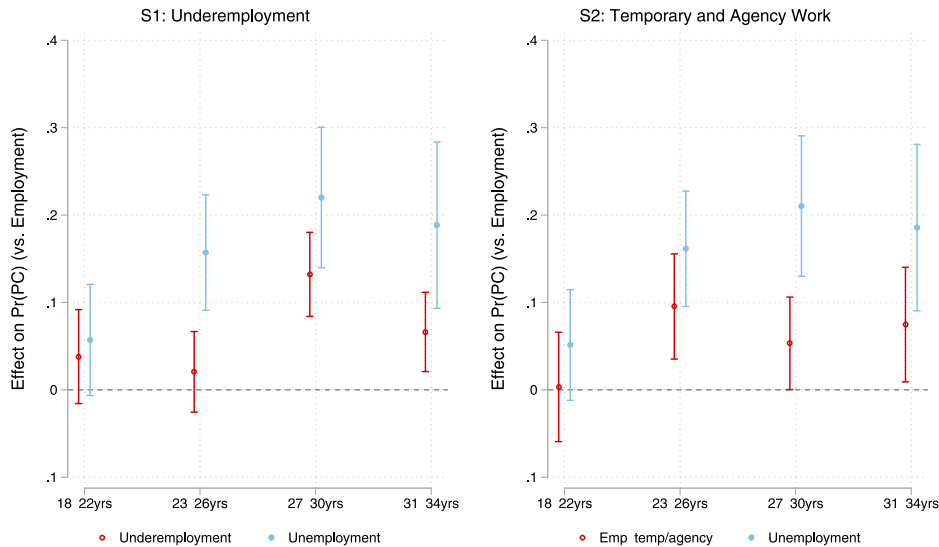 S1: Underemployment
Effect on Pr(PC) (vs. Employment)
.4
.3
.2
.1
0
.1
18 22yrs 23 26yrs 27 30yrs 31 34yrs
Underemployment Unemployment
S2: Temporary and Agency Work
Effect on Pr(PC) (vs. Employment)
.4
.3
.2
.1
0
.1
18 22yrs 23 26yrs 27 30yrs 31 34yrs
Emp temp/agency Unemployment